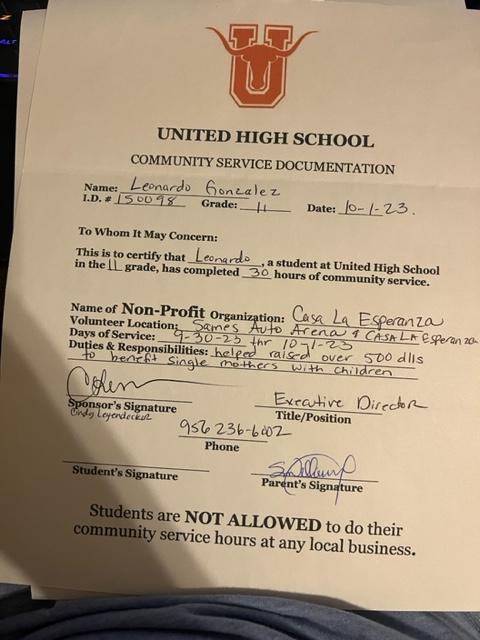 U
UNITED HIGH SCHOOL
COMMUNITY SERVICE DOCUMENTATION
Name: Leonardo Gonzalez
I.D. # 150098 Grade: 11 Date: 10-1-23.
To Whom It May Concern:
This is to certify that Leonardo, a student at United High School
in the 11 grade, has completed 30 hours of community service.
Name of Non-Profit Organization: Casa La Esperanza
Volunteer Location: Sames Auto Arena & CASA LA Esperanza
Days of Service: 9-30-23 thr 10-1-23
Duties & Responsibilities: helped raised over 500 dlls
to benefit single mothers with children
Executive Director
Sponsor's Signature Title/Position
Cindy Leyendecker
956 236-6002
Phone
Student's Signature Parent's Signature
Students are NOT ALLOWED to do their
community service hours at any local business.